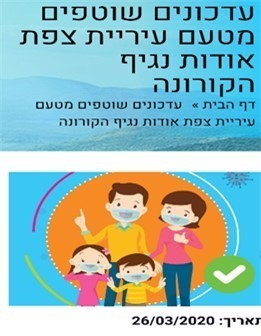 עדכונים שוטפים
מטעם עיריית צפת
אודות נגיף
הקורונה
דף הבית » עדכונים שוטפים מטעם
עיריית צפת אודות נגיף הקורונה
תאריך: 26/03/2020